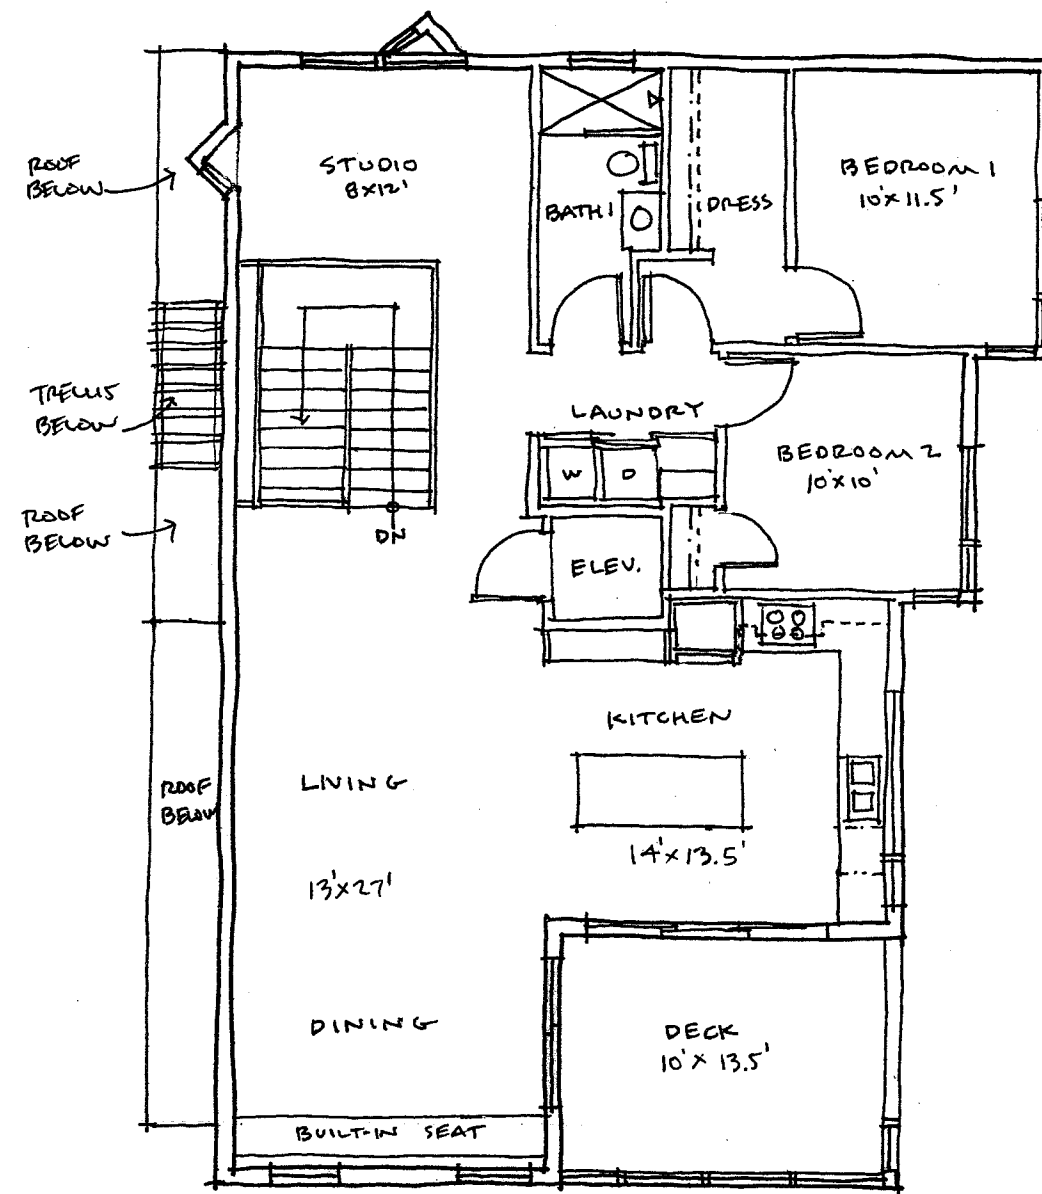 STUDIO
8X12'
ROOF
BELOW
BATH 1
DRESS
BEDROOM 1
10'X11.5'
TRELLIS
BELOW
LAUNDRY
W
D
BEDROOM 2
10'X10'
ROOF
BELOW
DN
ELEV.
KITCHEN
14'X13.5'
LIVING
13'X27'
ROOF
BELOW
DINING
DECK
10'X 13.5'
BUILT-IN SEAT